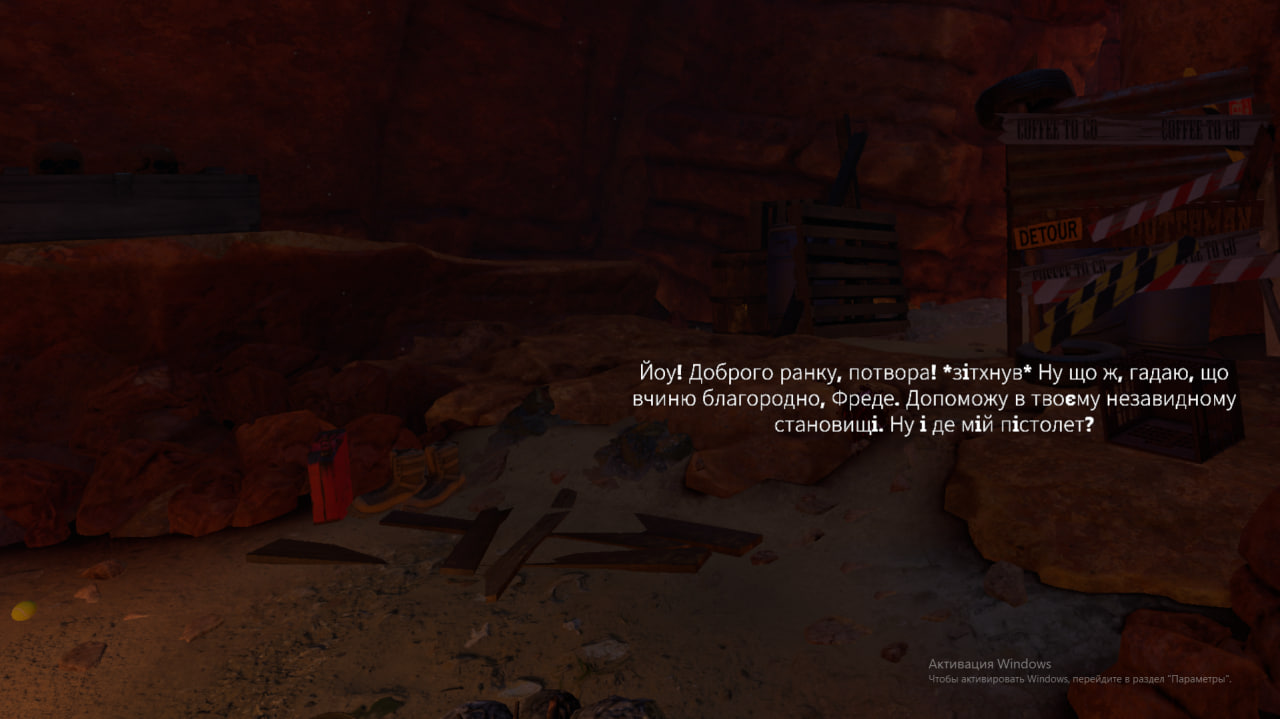 COFFEE TO GO COFFEE TO GO
DETOUR
DUTCHMAN
COFFEE TO GO
Йоу! Доброго ранку, потвора! *зітхнув* Ну що ж, гадаю, що
вчиню благородно, Фреде. Допоможу в твоєму незавидному
становищі. Ну і де мій пістолет?
Активация Windows
Чтобы активировать Windows, перейдите в раздел "Параметры".